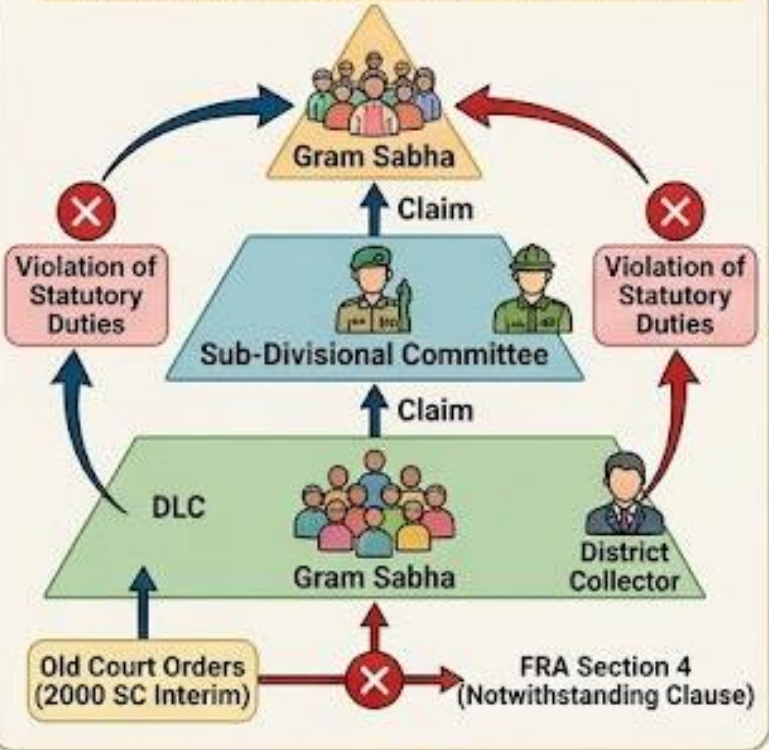 Gram Sabha
Claim
Violation of
Statutory
Duties
Violation of
Statutory
Duties
Sub-Divisional Committee
Claim
DLC
Gram Sabha
District
Collector
Old Court Orders
(2000 SC Interim)
FRA Section 4
(Notwithstanding Clause)